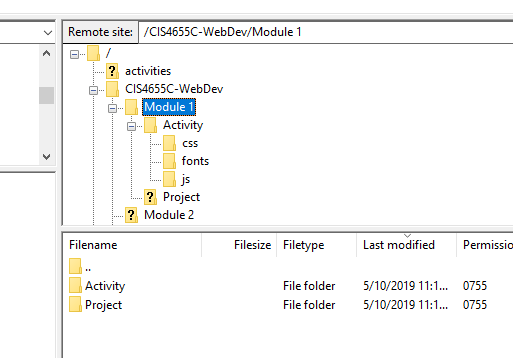 Remote site: /CIS4655C-WebDev/Module 1
/
? activities
CIS4655C-WebDev
Module 1
Activity
css
fonts
js
? Project
? Module 2
Filename Filesize Filetype Last modified Permissio
..
Activity File folder 5/10/2019 11:1... 0755
Project File folder 5/10/2019 11:1... 0755